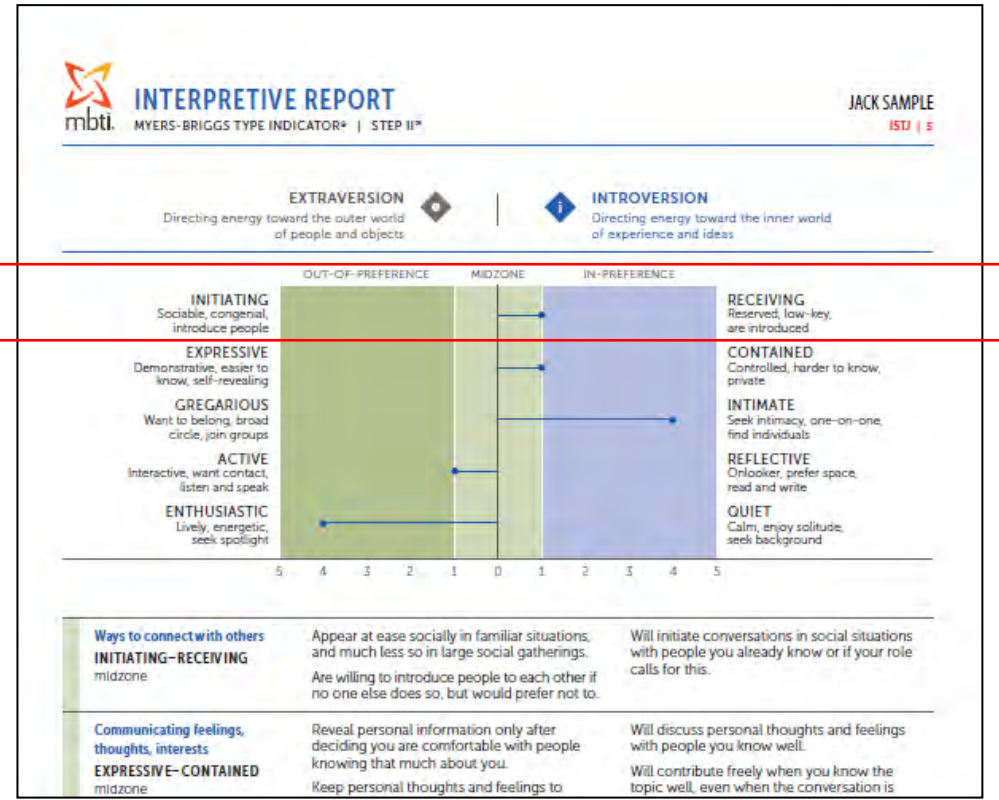 mbti.
INTERPRETIVE REPORT
MYERS-BRIGGS TYPE INDICATOR® | STEP II™
JACK SAMPLE
ISTJ | 5
EXTRAVERSION
Directing energy toward the outer world
of people and objects
e
i
INTROVERSION
Directing energy toward the inner world
of experience and ideas
OUT-OF-PREFERENCE MIDZONE IN-PREFERENCE
INITIATING
Sociable, congenial,
introduce people
RECEIVING
Reserved, low-key,
are introduced
EXPRESSIVE
Demonstrative, easier to
know, self-revealing
CONTAINED
Controlled, harder to know,
private
GREGARIOUS
Want to belong, broad
circle, join groups
INTIMATE
Seek intimacy, one-on-one,
find individuals
ACTIVE
Interactive, want contact,
listen and speak
REFLECTIVE
Onlooker, prefer space,
read and write
ENTHUSIASTIC
Lively, energetic,
seek spotlight
QUIET
Calm, enjoy solitude,
seek background
5 4 3 2 1 0 1 2 3 4 5
Ways to connect with others
INITIATING–RECEIVING
midzone
Appear at ease socially in familiar situations,
and much less so in large social gatherings.
Are willing to introduce people to each other if
no one else does so, but would prefer not to.
Will initiate conversations in social situations
with people you already know or if your role
calls for this.
Communicating feelings,
thoughts, interests
EXPRESSIVE–CONTAINED
midzone
Reveal personal information only after
deciding you are comfortable with people
knowing that much about you.
Keep personal thoughts and feelings to
Will discuss personal thoughts and feelings
with people you know well.
Will contribute freely when you know the
topic well, even when the conversation is